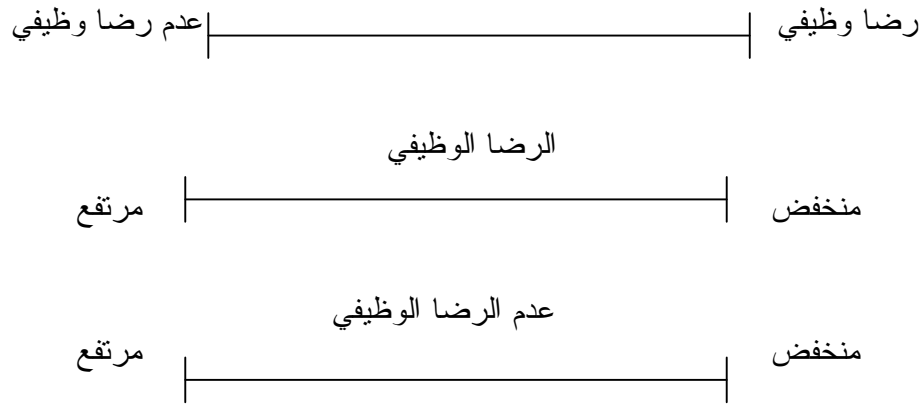 رضا وظيفي عدم رضا وظيفي
الرضا الوظيفي
منخفض مرتفع
عدم الرضا الوظيفي
منخفض مرتفع